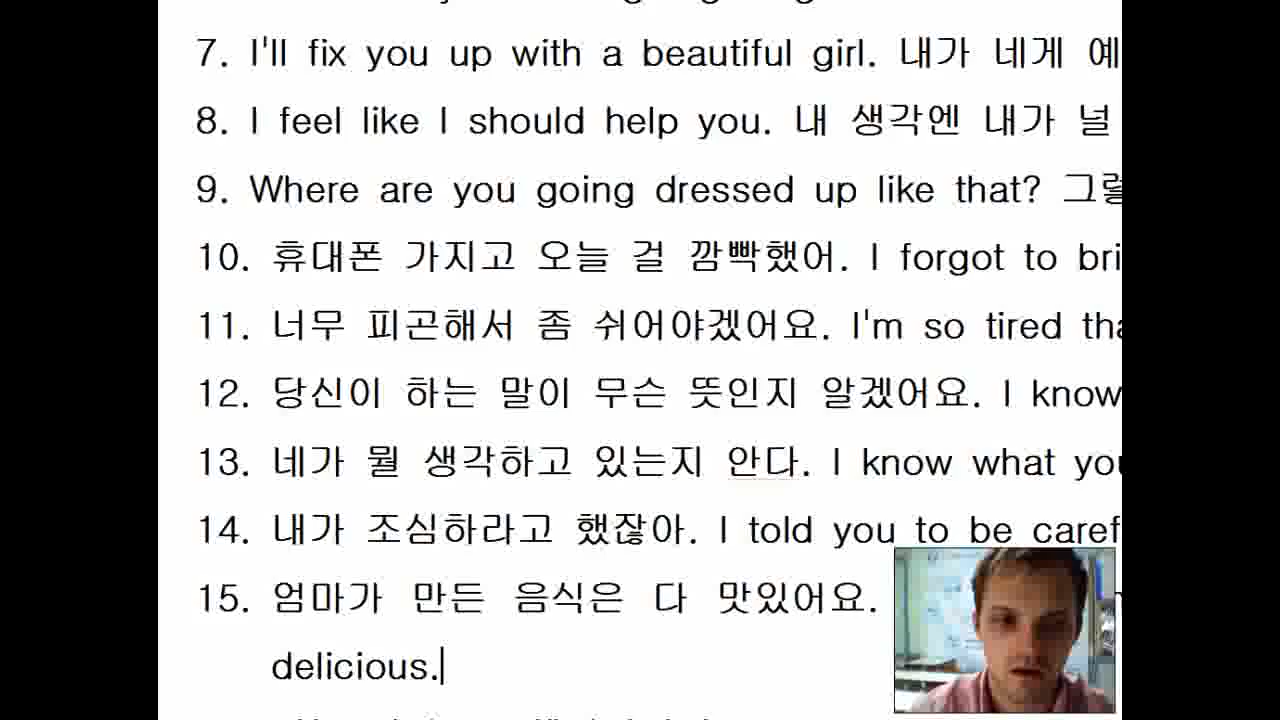 7. I'll fix you up with a beautiful girl. 내가 네게 예
8. I feel like I should help you. 내 생각엔 내가 널
9. Where are you going dressed up like that? 그렇
10. 휴대폰 가지고 오늘 걸 깜빡했어. I forgot to bri
11. 너무 피곤해서 좀 쉬어야겠어요. I'm so tired tha
12. 당신이 하는 말이 무슨 뜻인지 알겠어요. I know
13. 네가 뭘 생각하고 있는지 안다. I know what you
14. 내가 조심하라고 했잖아. I told you to be caref
15. 엄마가 만든 음식은 다 맛있어요.
delicious.